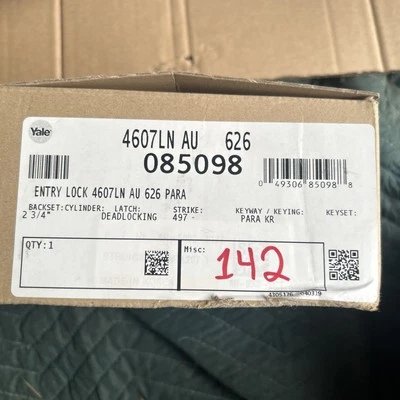 Yale
4607LN AU 626
085098
0 49306 85098 8
ENTRY LOCK 4607LN AU 626 PARA
BACKSET: CYLINDER: LATCH: STRIKE: KEYWAY / KEYING: KEYSET:
2 3/4" DEADLOCKING 497 - PARA KR
QTY:1
Misc:
142